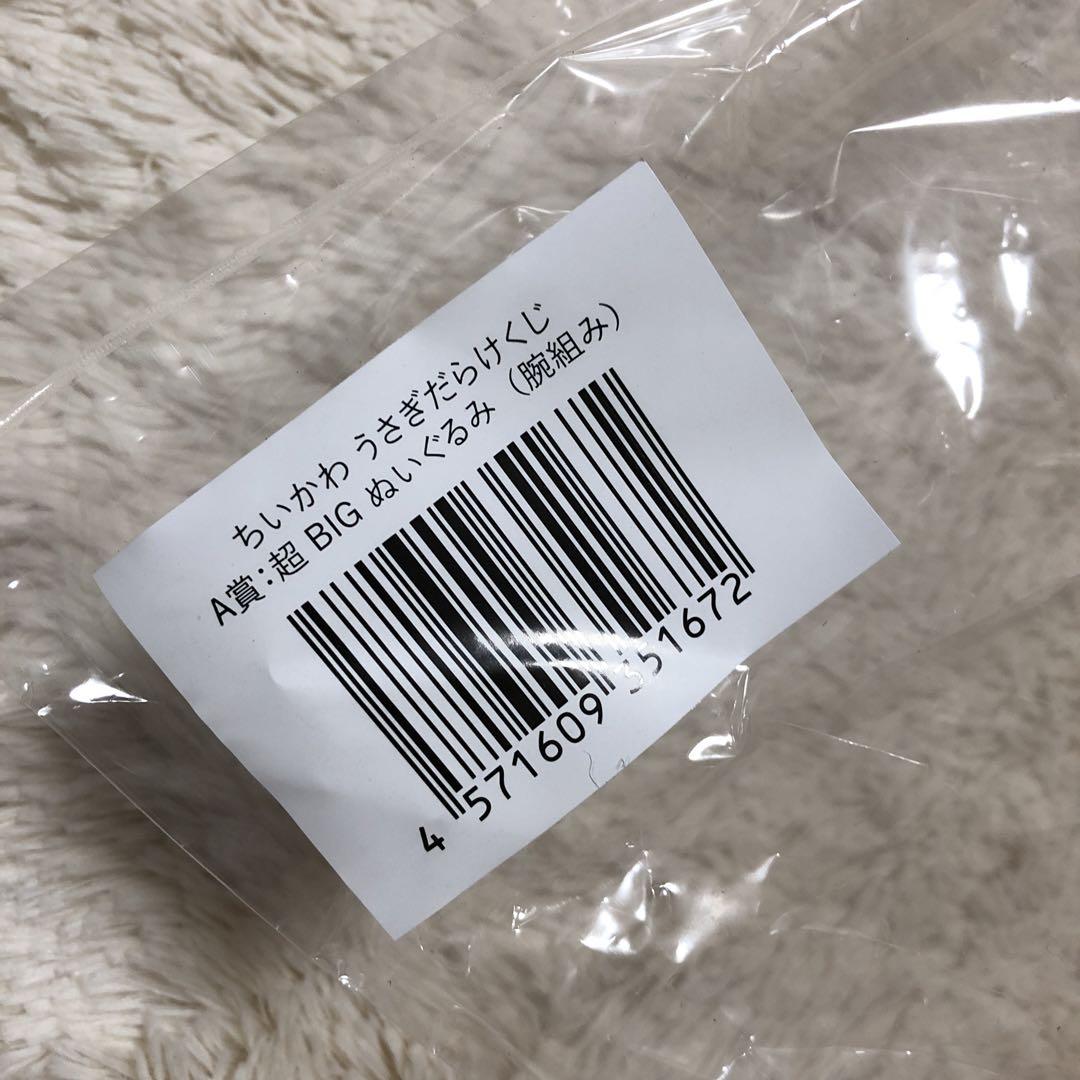 ちいかわ うさぎだらけくじ
A賞：超 BIG ぬいぐるみ（腕組み）
4 571609 351672